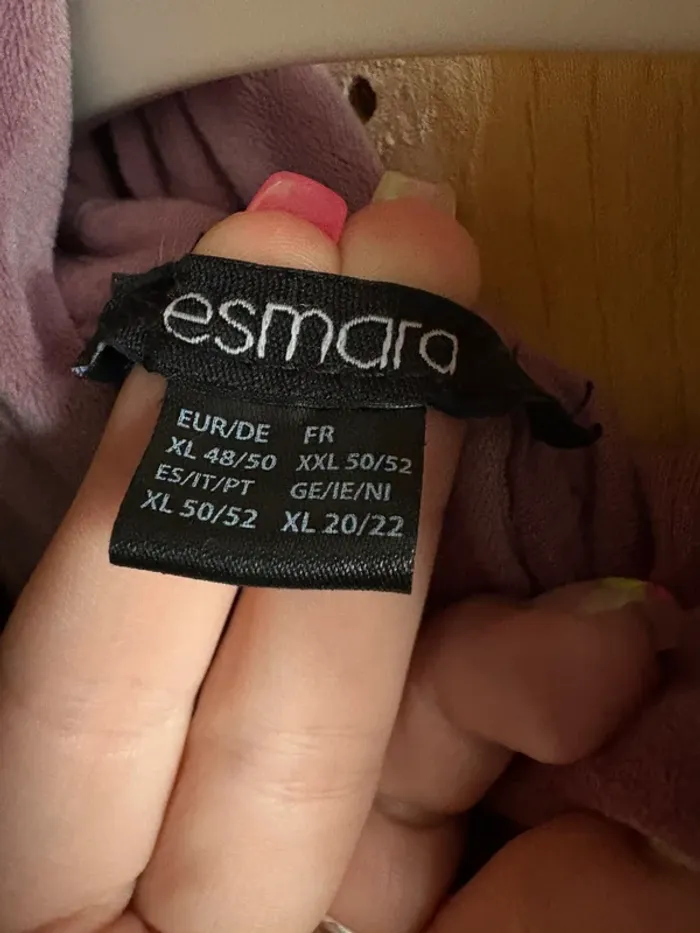 esmara
EUR/DE FR
XL 48/50 XXL 50/52
ES/IT/PT GE/IE/NI
XL 50/52 XL 20/22